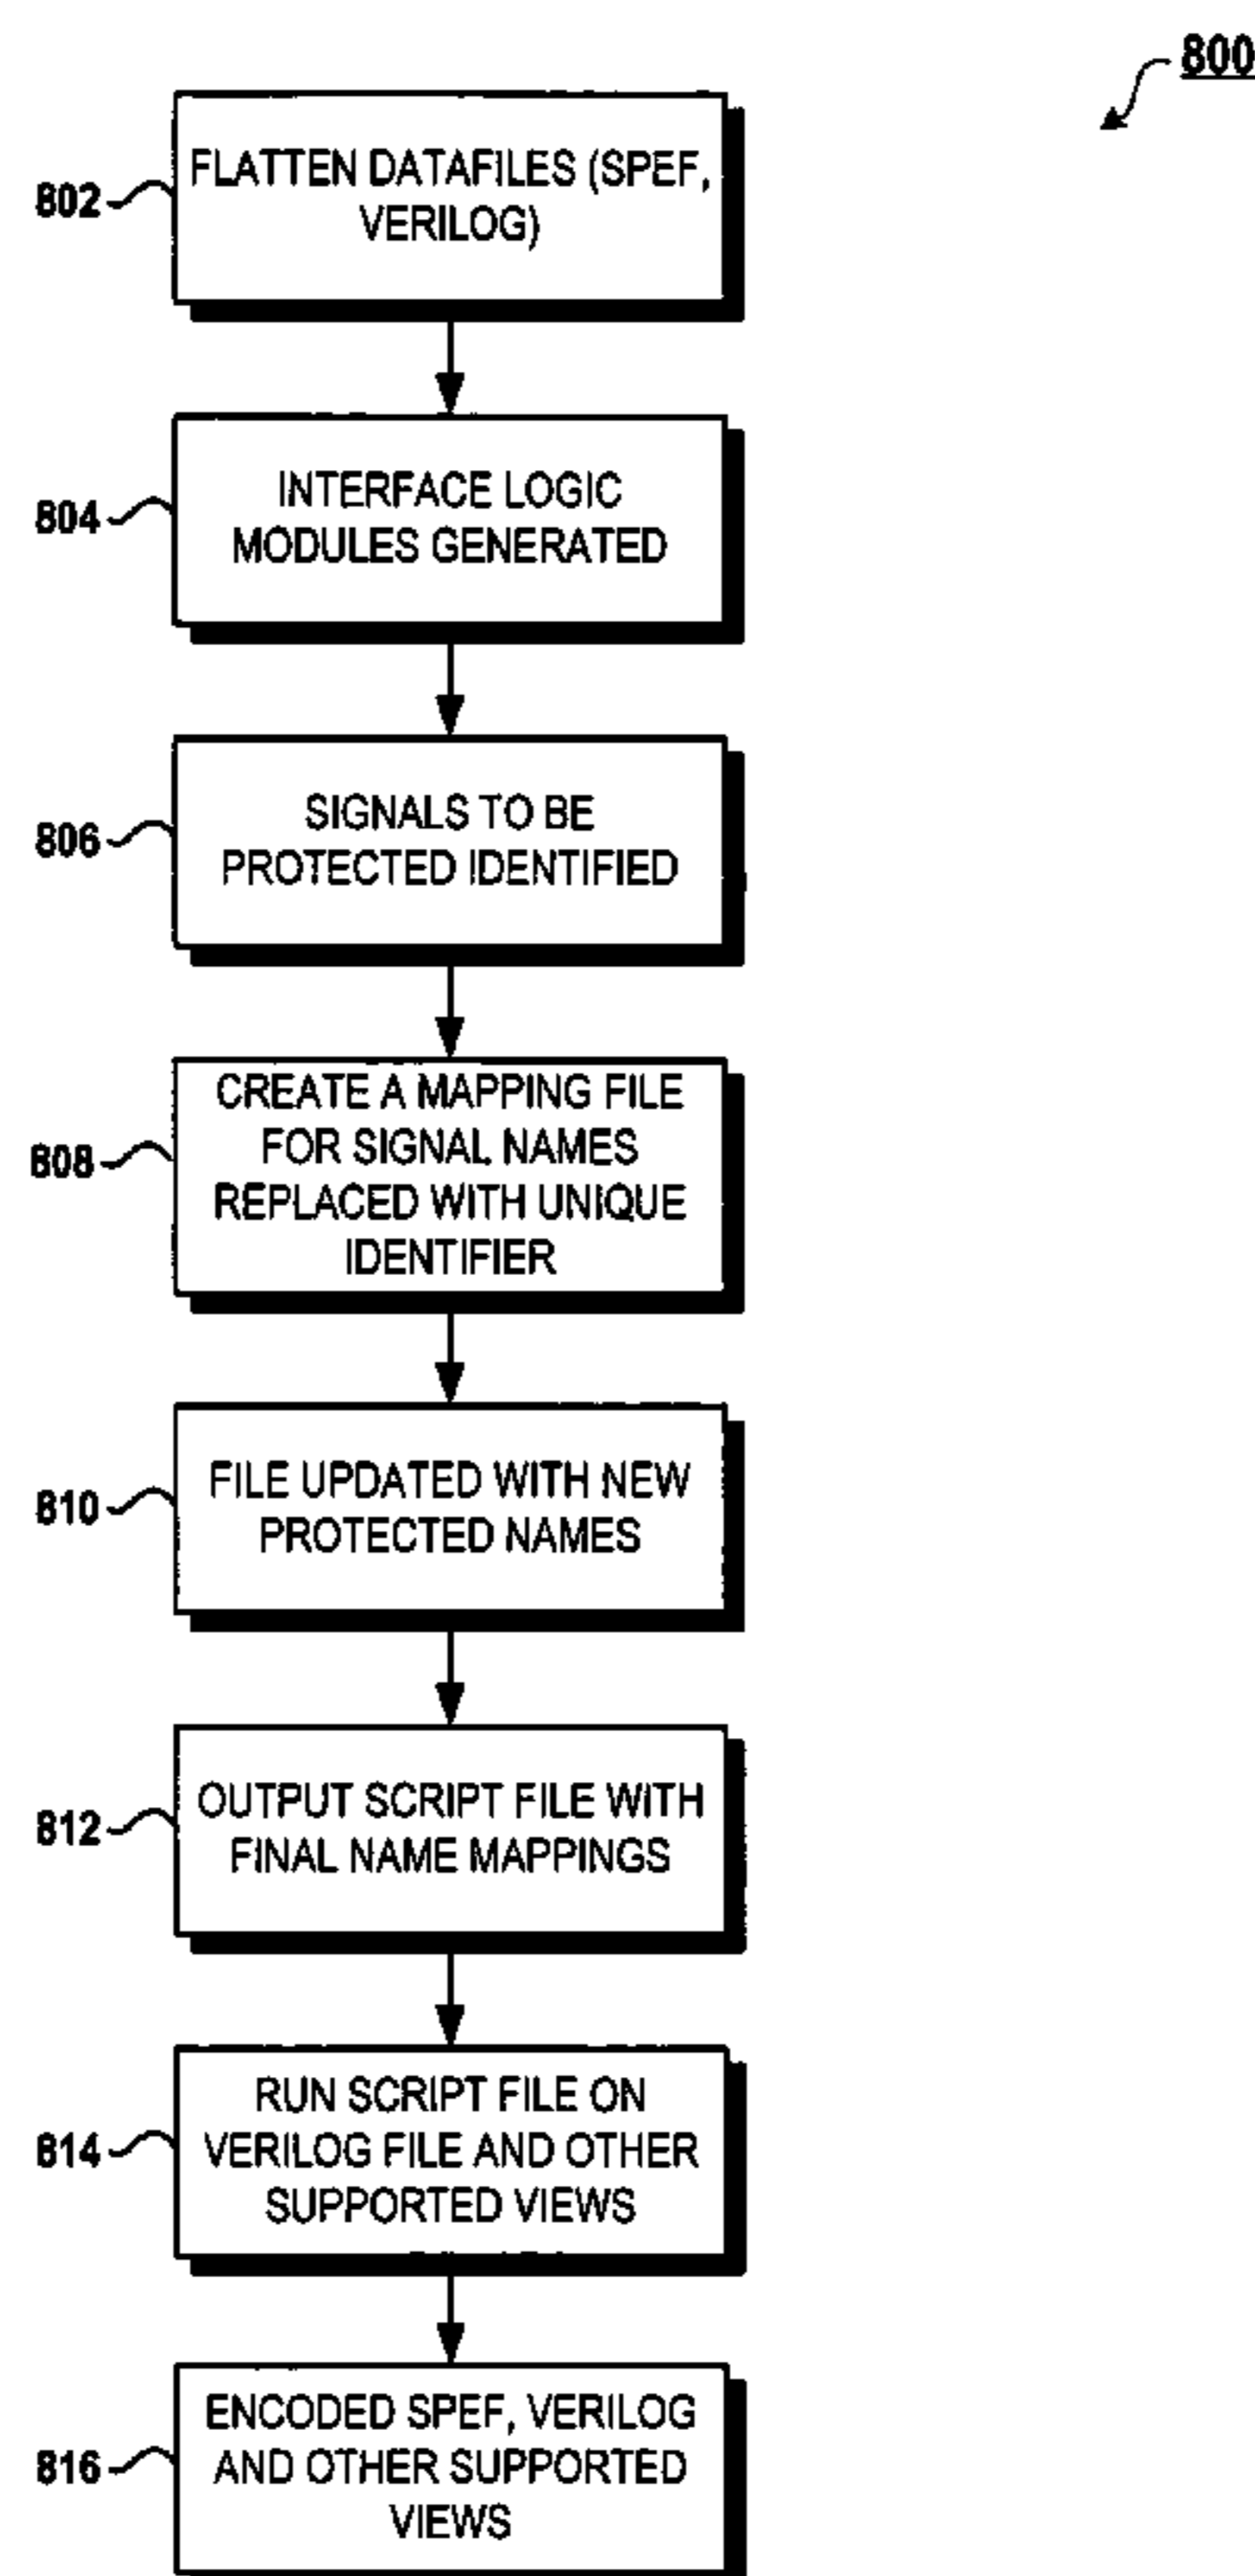 800
802
FLATTEN DATAFILES (SPEF,
VERILOG)
804
INTERFACE LOGIC
MODULES GENERATED
806
SIGNALS TO BE
PROTECTED IDENTIFIED
808
CREATE A MAPPING FILE
FOR SIGNAL NAMES
REPLACED WITH UNIQUE
IDENTIFIER
810
FILE UPDATED WITH NEW
PROTECTED NAMES
812
OUTPUT SCRIPT FILE WITH
FINAL NAME MAPPINGS
814
RUN SCRIPT FILE ON
VERILOG FILE AND OTHER
SUPPORTED VIEWS
816
ENCODED SPEF, VERILOG
AND OTHER SUPPORTED
VIEWS